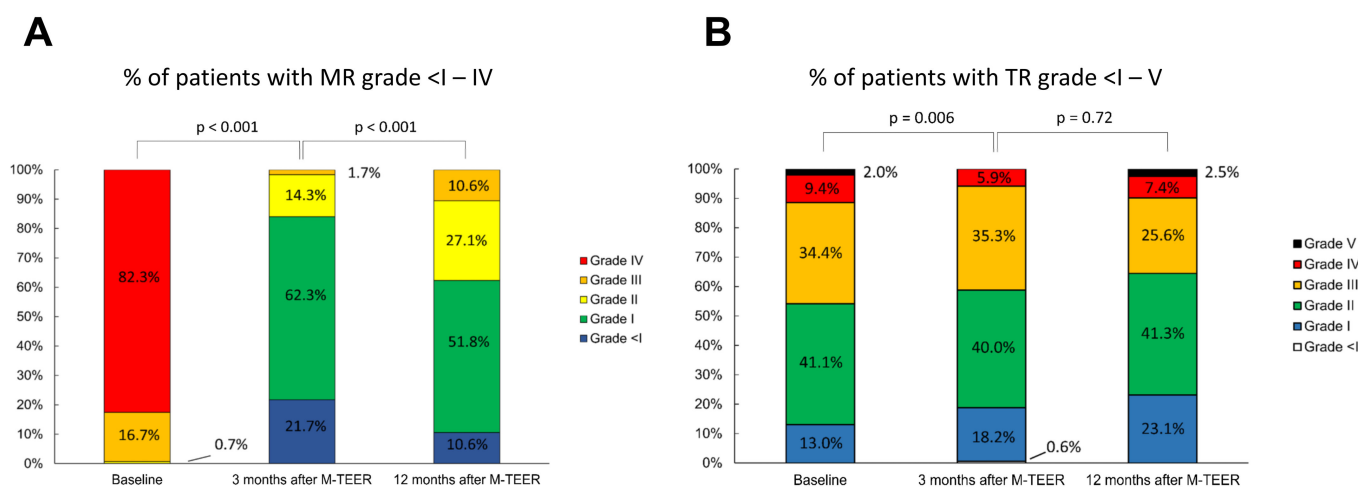 A
% of patients with MR grade <I – IV
p < 0.001
p < 0.001
100%
90%
80%
70%
60%
50%
40%
30%
20%
10%
0%
82.3%
16.7%
0.7%
1.7%
14.3%
62.3%
21.7%
10.6%
27.1%
51.8%
10.6%
Baseline
3 months after M-TEER
12 months after M-TEER
Grade IV
Grade III
Grade II
Grade I
Grade <I
B
% of patients with TR grade <I – V
p = 0.006
p = 0.72
100%
90%
80%
70%
60%
50%
40%
30%
20%
10%
0%
2.0%
9.4%
34.4%
41.1%
13.0%
5.9%
35.3%
40.0%
18.2%
0.6%
2.5%
7.4%
25.6%
41.3%
23.1%
Baseline
3 months after M-TEER
12 months after M-TEER
Grade V
Grade IV
Grade III
Grade II
Grade I
Grade <I